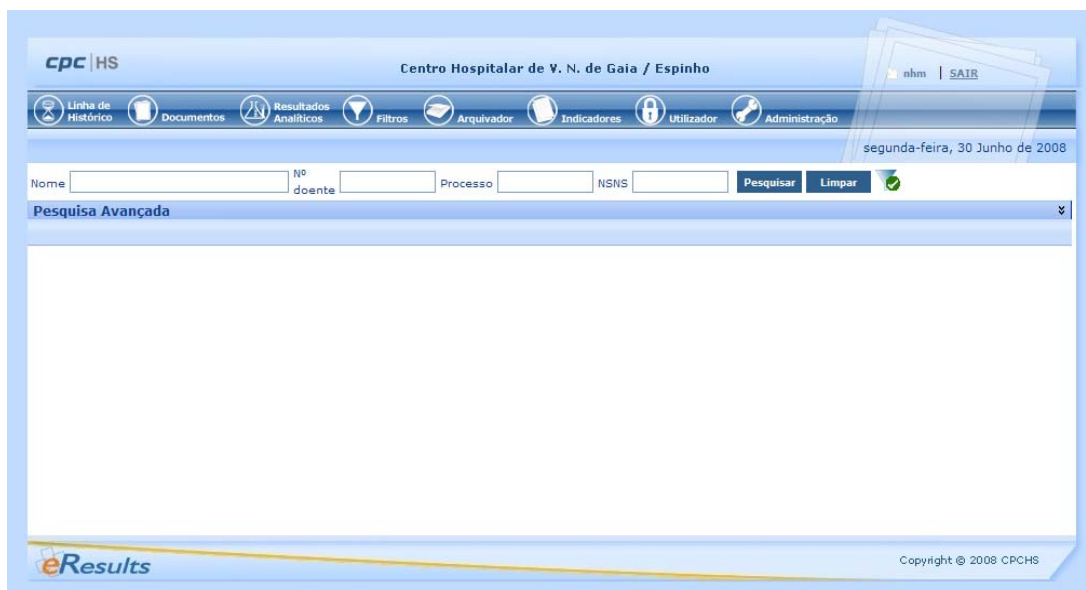 cpc HS
Centro Hospitalar de V. N. de Gaia / Espinho
nhm | SAIR
Linha de Histórico Documentos Resultados Analíticos Filtros Arquivador Indicadores Utilizador Administração
segunda-feira, 30 Junho de 2008
Nome Nº doente Processo NSNS Pesquisar Limpar
Pesquisa Avançada
eResults
Copyright © 2008 CPCHS